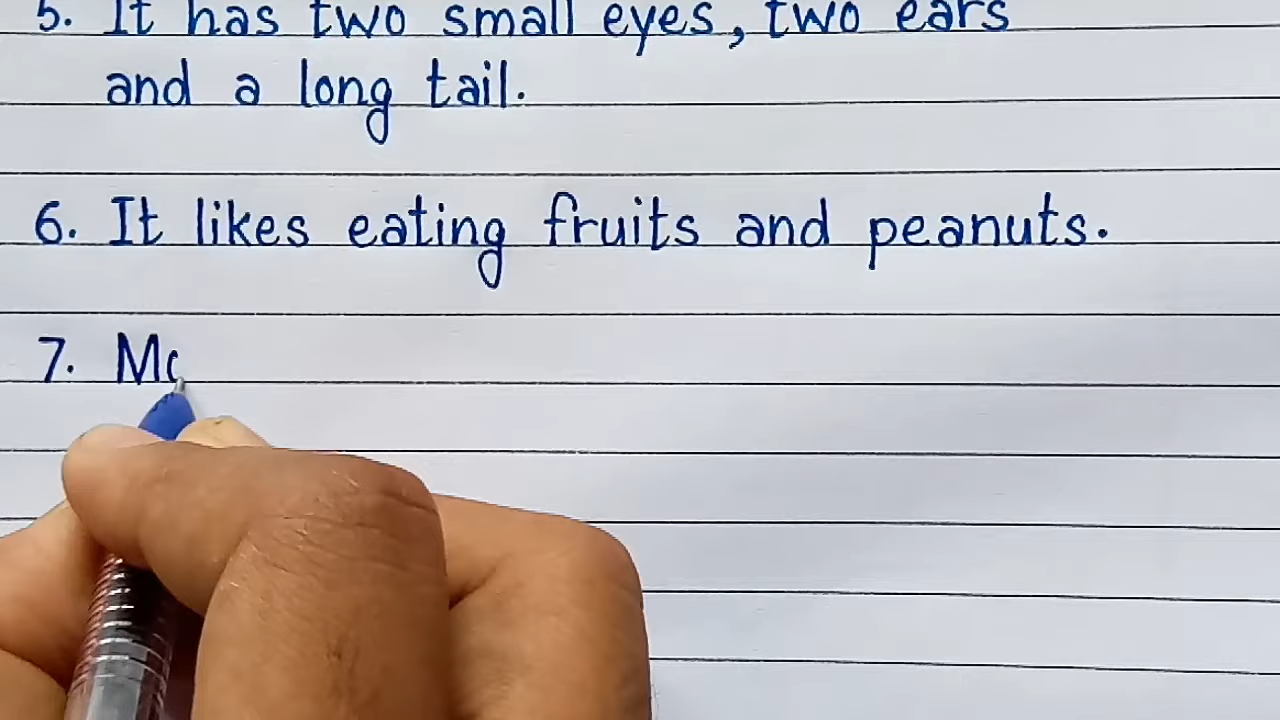 5. It has two small eyes, two ears
and a long tail.
6. It likes eating fruits and peanuts.
7.